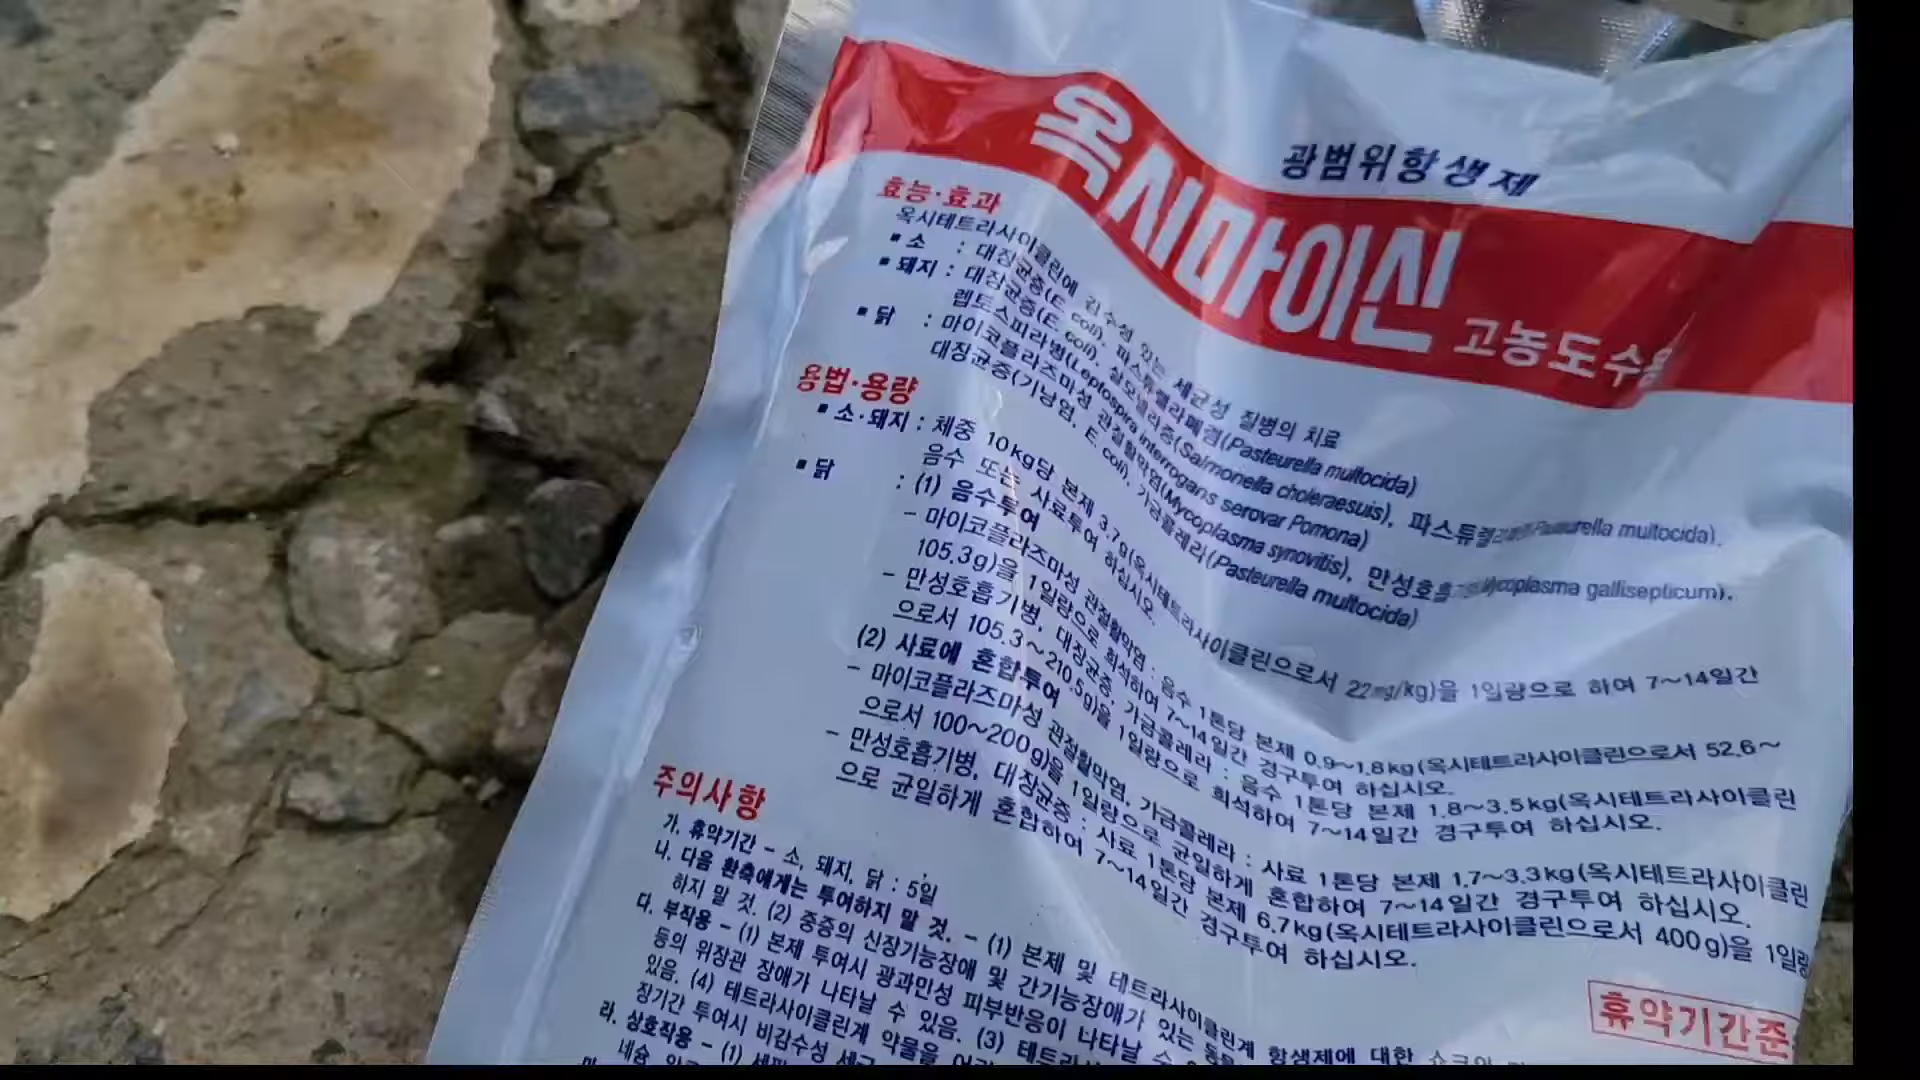 광범위항생제
옥시마이신 고농도수용
효능·효과
옥시테트라사이클린에 감수성 있는 세균성 질병의 치료
▪소 : 대장균증(E. coli), 파스튜렐라폐렴(Pasteurella multocida)
▪돼지 : 대장균증(E. coli), 살모넬라증(Salmonella choleraesuis), 파스튜렐라폐렴(Pasteurella multocida),
렙토스피라병(Leptospira interrogans serovar Pomona)
▪닭 : 마이코플라즈마성 관절활막염(Mycoplasma synovitis), 만성호흡기병(Mycoplasma gallisepticum),
대장균증(기낭염, E. coli), 가금콜레라(Pasteurella multocida)
용법·용량
▪소·돼지 : 체중 10kg당 본제 3.7g(옥시테트라사이클린으로서 22mg/kg)을 1일량으로 하여 7~14일간
음수 또는 사료투여 하십시오.
▪닭 : (1) 음수투여
- 마이코플라즈마성 관절활막염 : 음수 1톤당 본제 0.9~1.8kg(옥시테트라사이클린으로서 52.6~
105.3g)을 1일량으로 희석하여 7~14일간 경구투여 하십시오.
- 만성호흡기병, 대장균증, 가금콜레라 : 음수 1톤당 본제 1.8~3.5kg(옥시테트라사이클린
으로서 105.3~210.5g)을 1일량으로 희석하여 7~14일간 경구투여 하십시오.
(2) 사료에 혼합투여
- 마이코플라즈마성 관절활막염, 가금콜레라 : 사료 1톤당 본제 1.7~3.3kg(옥시테트라사이클린
으로서 100~200g)을 1일량으로 균일하게 혼합하여 7~14일간 경구투여 하십시오.
- 만성호흡기병, 대장균증 : 사료 1톤당 본제 6.7kg(옥시테트라사이클린으로서 400g)을 1일량
으로 균일하게 혼합하여 7~14일간 경구투여 하십시오.
주의사항
가. 휴약기간 - 소, 돼지, 닭 : 5일
나. 다음 환축에게는 투여하지 말 것. - (1) 본제 및 테트라사이클린계 항생제에 대한 쇼크와
하지 말 것. (2) 중증의 신장기능장애 및 간기능장애가 있는 동물
다. 부작용 - (1) 본제 투여시 광과민성 피부반응이 나타날 수
등의 위장관 장애가 나타날 수 있음. (3) 테트라
있음. (4) 테트라사이클린계 약물을
장기간 투여시 비감수성 세균
라. 상호작용 - (1)
네슘
휴약기간준